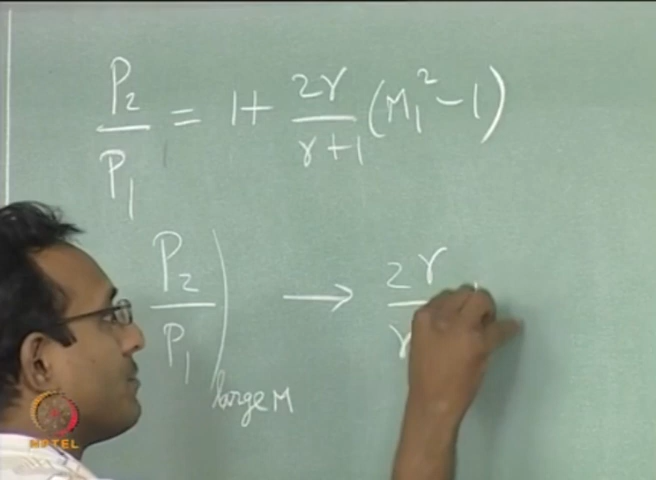 P₂/P₁ = 1 + 2γ/(γ+1) (M₁² - 1)
P₂/P₁)large M → 2γ/γ
NPTEL